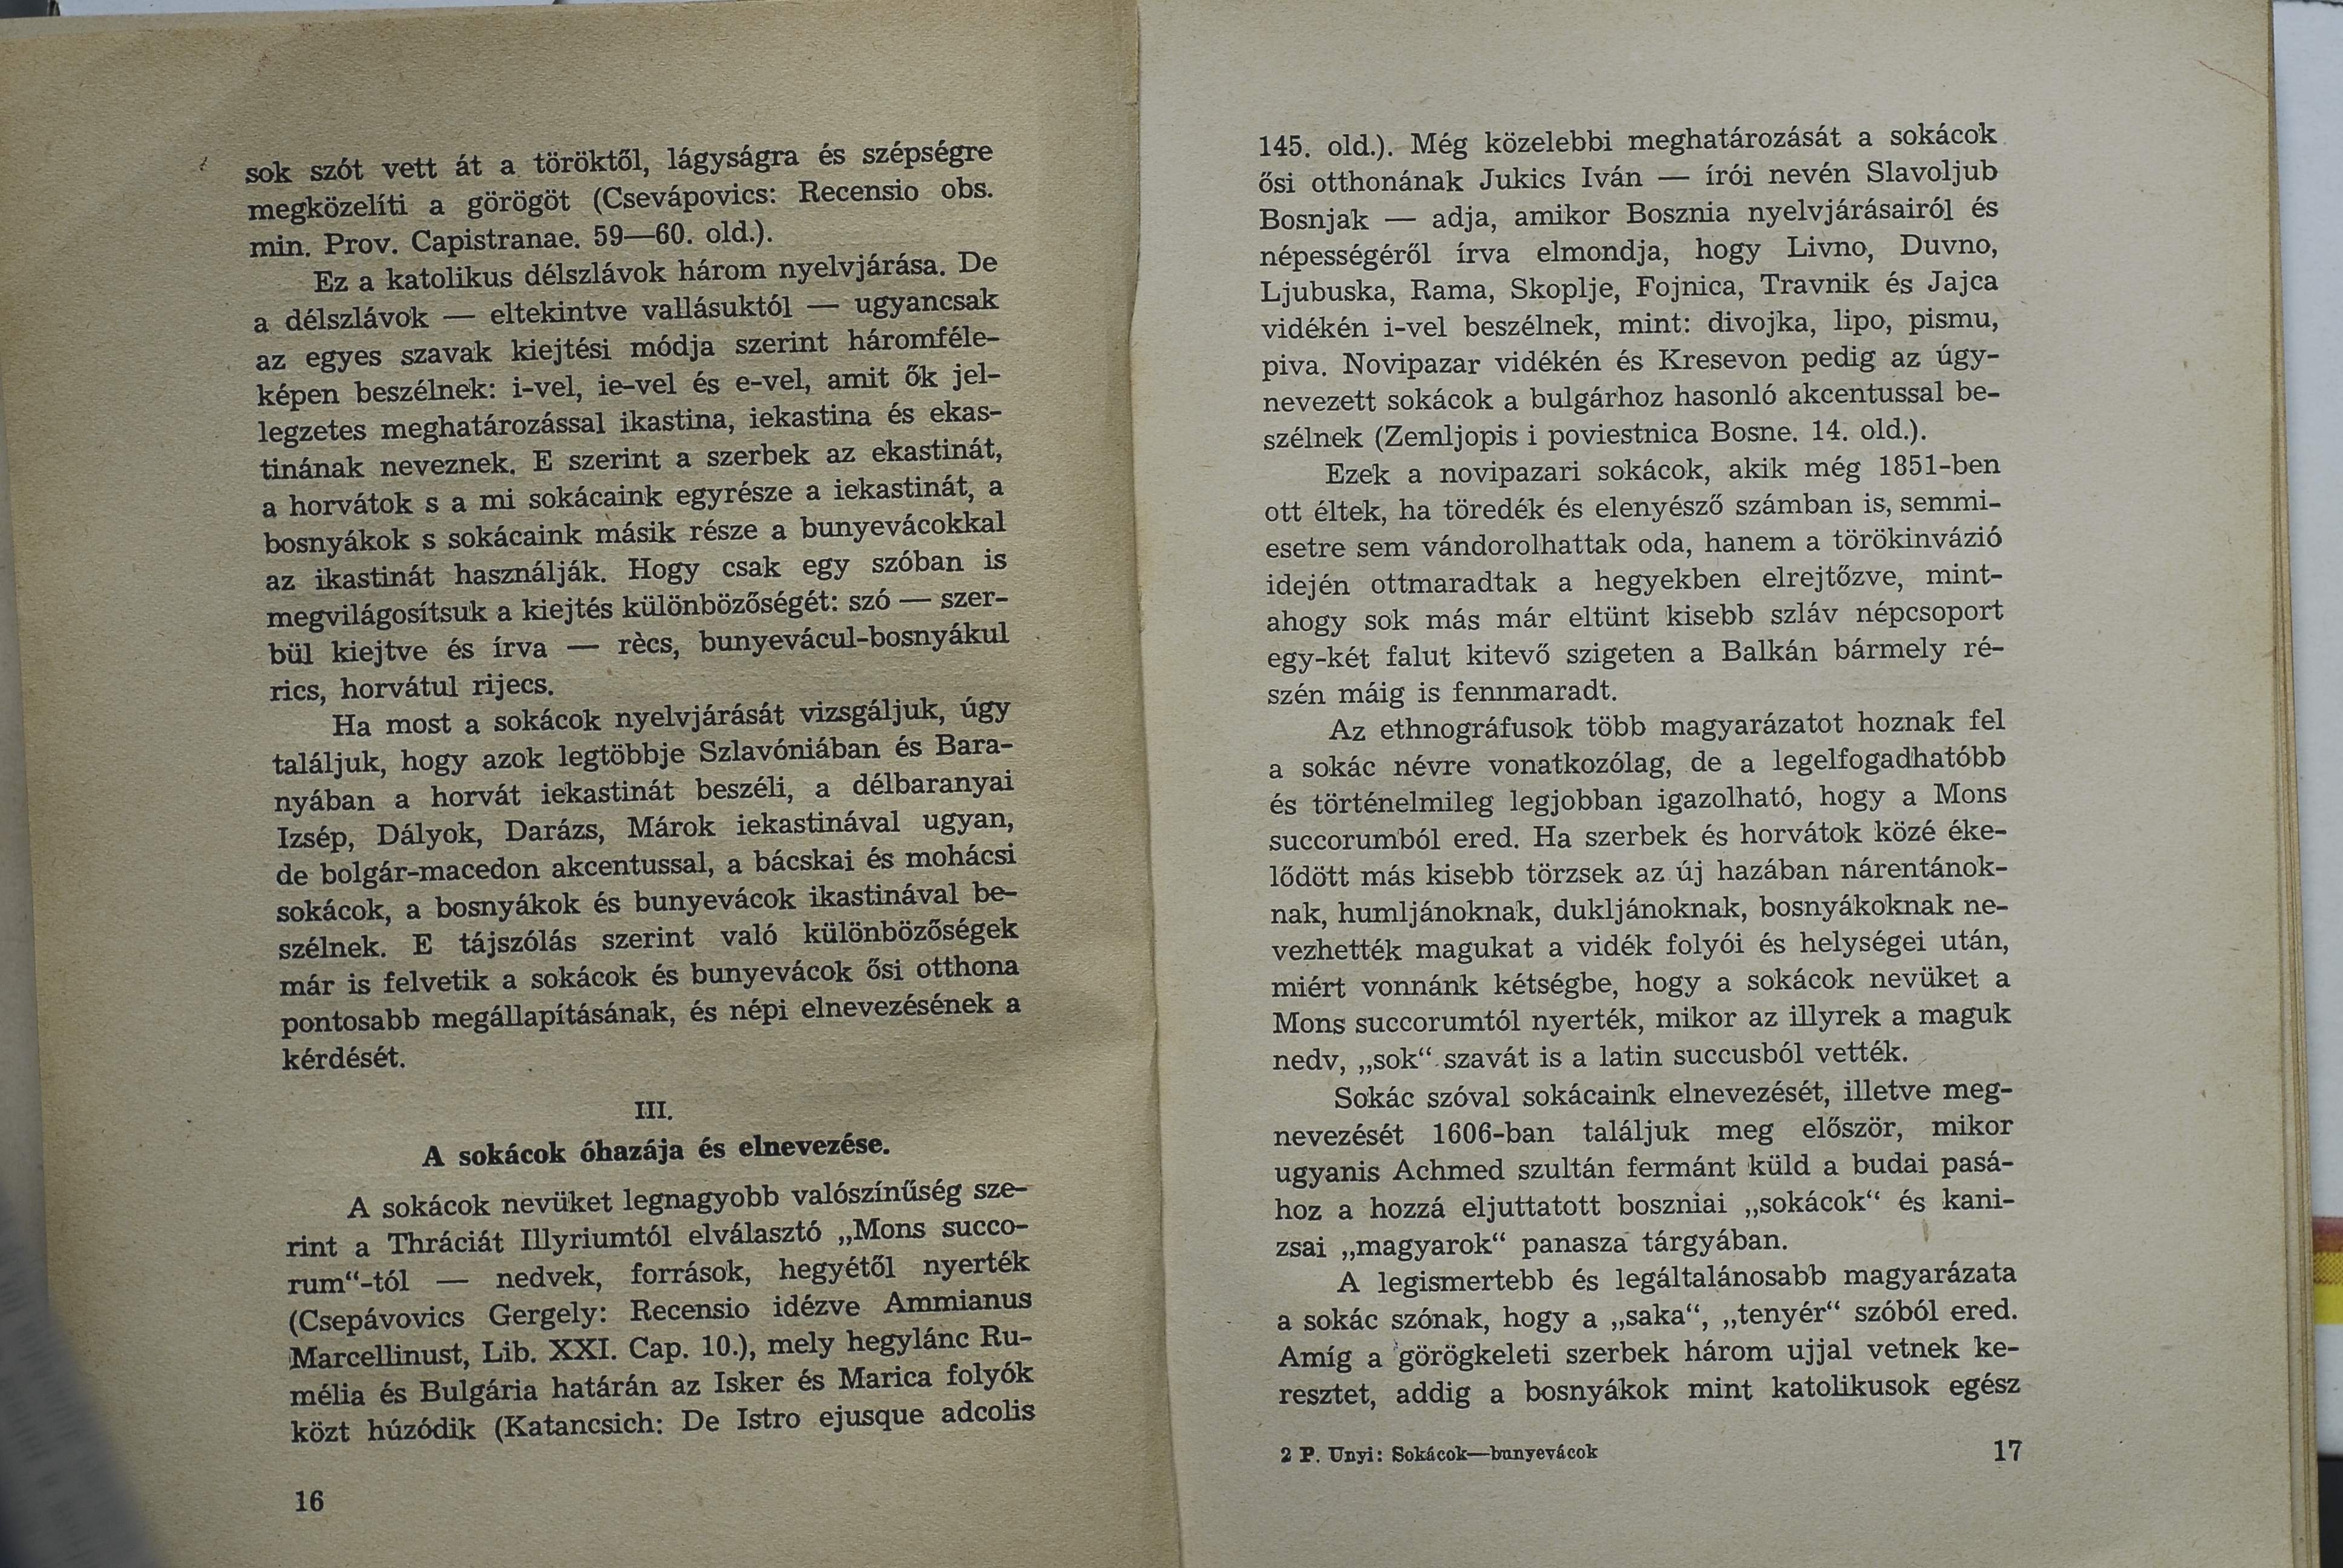 sok szót vett át a töröktől, lágyságra és szépségre
megközelíti a görögöt (Csevápovics: Recensio obs.
min. Prov. Capistranae. 59—60. old.).
Ez a katolikus délszlávok három nyelvjárása. De
a délszlávok — eltekintve vallásuktól — ugyancsak
az egyes szavak kiejtési módja szerint háromféle-
képen beszélnek: i-vel, ie-vel és e-vel, amit ők jel-
legzetes meghatározással ikastina, iekastina és ekas-
tinának neveznek. E szerint a szerbek az ekastinát,
a horvátok s a mi sokácaink egyrésze a iekastinát, a
bosnyákok s sokácaink másik része a bunyevácokkal
az ikastinát használják. Hogy csak egy szóban is
megvilágosítsuk a kiejtés különbözőségét: szó — szer-
bül kiejtve és írva — rècs, bunyevácul-bosnyákul
rics, horvátul rijecs.
Ha most a sokácok nyelvjárását vizsgáljuk, úgy
találjuk, hogy azok legtöbbje Szlavóniában és Bara-
nyában a horvát iekastinát beszéli, a délbaranyai
Izsép, Dályok, Darázs, Márok iekastinával ugyan,
de bolgár-macedon akcentussal, a bácskai és mohácsi
sokácok, a bosnyákok és bunyevácok ikastinával be-
szélnek. E tájszólás szerint való különbözőségek
már is felvetik a sokácok és bunyevácok ősi otthona
pontosabb megállapításának, és népi elnevezésének a
kérdését.
III.
A sokácok óhazája és elnevezése.
A sokácok nevüket legnagyobb valószínűség sze-
rint a Thráciát Illyriumtól elválasztó „Mons succo-
rum“-tól — nedvek, források, hegyétől nyerték
(Csepávovics Gergely: Recensio idézve Ammianus
Marcellinust, Lib. XXI. Cap. 10.), mely hegylánc Ru-
mélia és Bulgária határán az Isker és Marica folyók
közt húzódik (Katancsich: De Istro ejusque adcolis
16
145. old.). Még közelebbi meghatározását a sokácok
ősi otthonának Jukics Iván — írói nevén Slavoljub
Bosnjak — adja, amikor Bosznia nyelvjárásairól és
népességéről írva elmondja, hogy Livno, Duvno,
Ljubuska, Rama, Skoplje, Fojnica, Travnik és Jajca
vidékén i-vel beszélnek, mint: divojka, lipo, pismu,
piva. Novipazar vidékén és Kresevon pedig az úgy-
nevezett sokácok a bulgárhoz hasonló akcentussal be-
szélnek (Zemljopis i poviestnica Bosne. 14. old.).
Ezek a novipazari sokácok, akik még 1851-ben
ott éltek, ha töredék és elenyésző számban is, semmi-
esetre sem vándorolhattak oda, hanem a törökinvázió
idején ottmaradtak a hegyekben elrejtőzve, mint-
ahogy sok más már eltünt kisebb szláv népcsoport
egy-két falut kitevő szigeten a Balkán bármely ré-
szén máig is fennmaradt.
Az ethnográfusok több magyarázatot hoznak fel
a sokác névre vonatkozólag, de a legelfogadhatóbb
és történelmileg legjobban igazolható, hogy a Mons
succorumból ered. Ha szerbek és horvátok közé éke-
lődött más kisebb törzsek az új hazában nárentánok-
nak, humljánoknak, dukljánoknak, bosnyákoknak ne-
vezhették magukat a vidék folyói és helységei után,
miért vonnánk kétségbe, hogy a sokácok nevüket a
Mons succorumtól nyerték, mikor az illyrek a maguk
nedv, „sok“ szavát is a latin succusból vették.
Sokác szóval sokácaink elnevezését, illetve meg-
nevezését 1606-ban találjuk meg először, mikor
ugyanis Achmed szultán fermánt küld a budai pasá-
hoz a hozzá eljuttatott boszniai „sokácok“ és kani-
zsai „magyarok“ panasza tárgyában.
A legismertebb és legáltalánosabb magyarázata
a sokác szónak, hogy a „saka“, „tenyér“ szóból ered.
Amíg a görögkeleti szerbek három ujjal vetnek ke-
resztet, addig a bosnyákok mint katolikusok egész
2 P. Unyi: Sokácok—bunyevácok
17